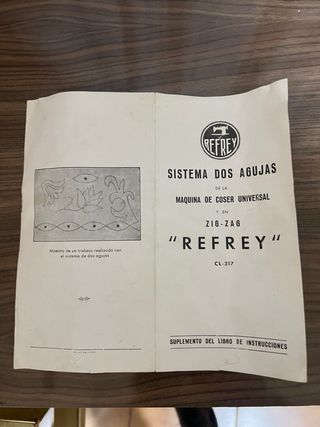 Muestra de un trabajo realizado con
el sistema de dos agujas
REFREY
SISTEMA DOS AGUJAS
DE LA
MAQUINA DE COSER UNIVERSAL
Y EN
ZIG-ZAG
"REFREY"
CL-317
SUPLEMENTO DEL LIBRO DE INSTRUCCIONES